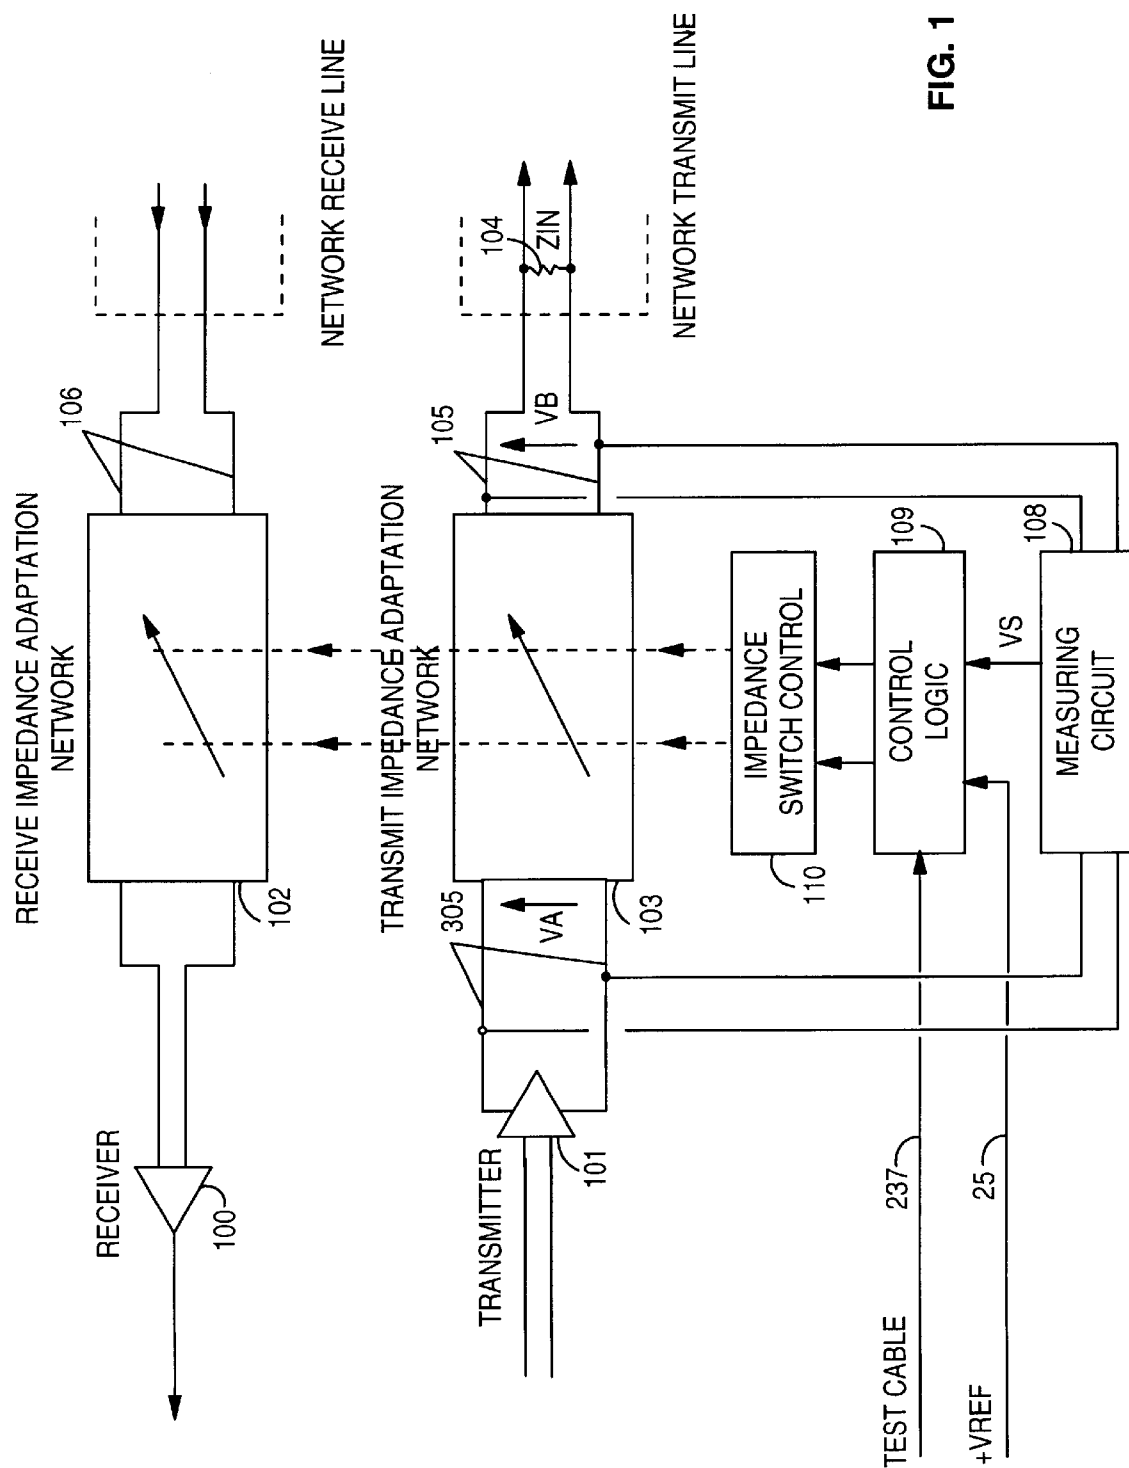 RECEIVE IMPEDANCE ADAPTATION
NETWORK
RECEIVER
100
102
106
NETWORK RECEIVE LINE
TRANSMIT IMPEDANCE ADAPTATION
NETWORK
TRANSMITTER
101
305
VA
103
105
VB
104
ZIN
NETWORK TRANSMIT LINE
IMPEDANCE
SWITCH CONTROL
110
CONTROL
LOGIC
109
VS
MEASURING
CIRCUIT
108
TEST CABLE
237
+VREF
25
FIG. 1